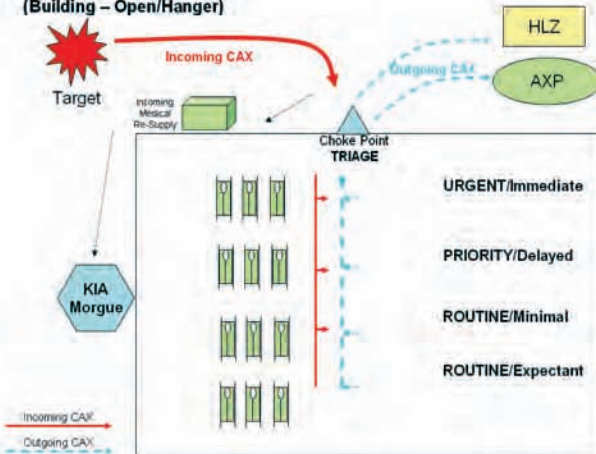 (Building – Open/Hanger)
HLZ
Incoming CAX
Outgoing CAX
AXP
Target
Incoming
Medical
Re-Supply
Choke Point
TRIAGE
URGENT/Immediate
PRIORITY/Delayed
KIA
Morgue
ROUTINE/Minimal
ROUTINE/Expectant
Incoming CAX
Outgoing CAX